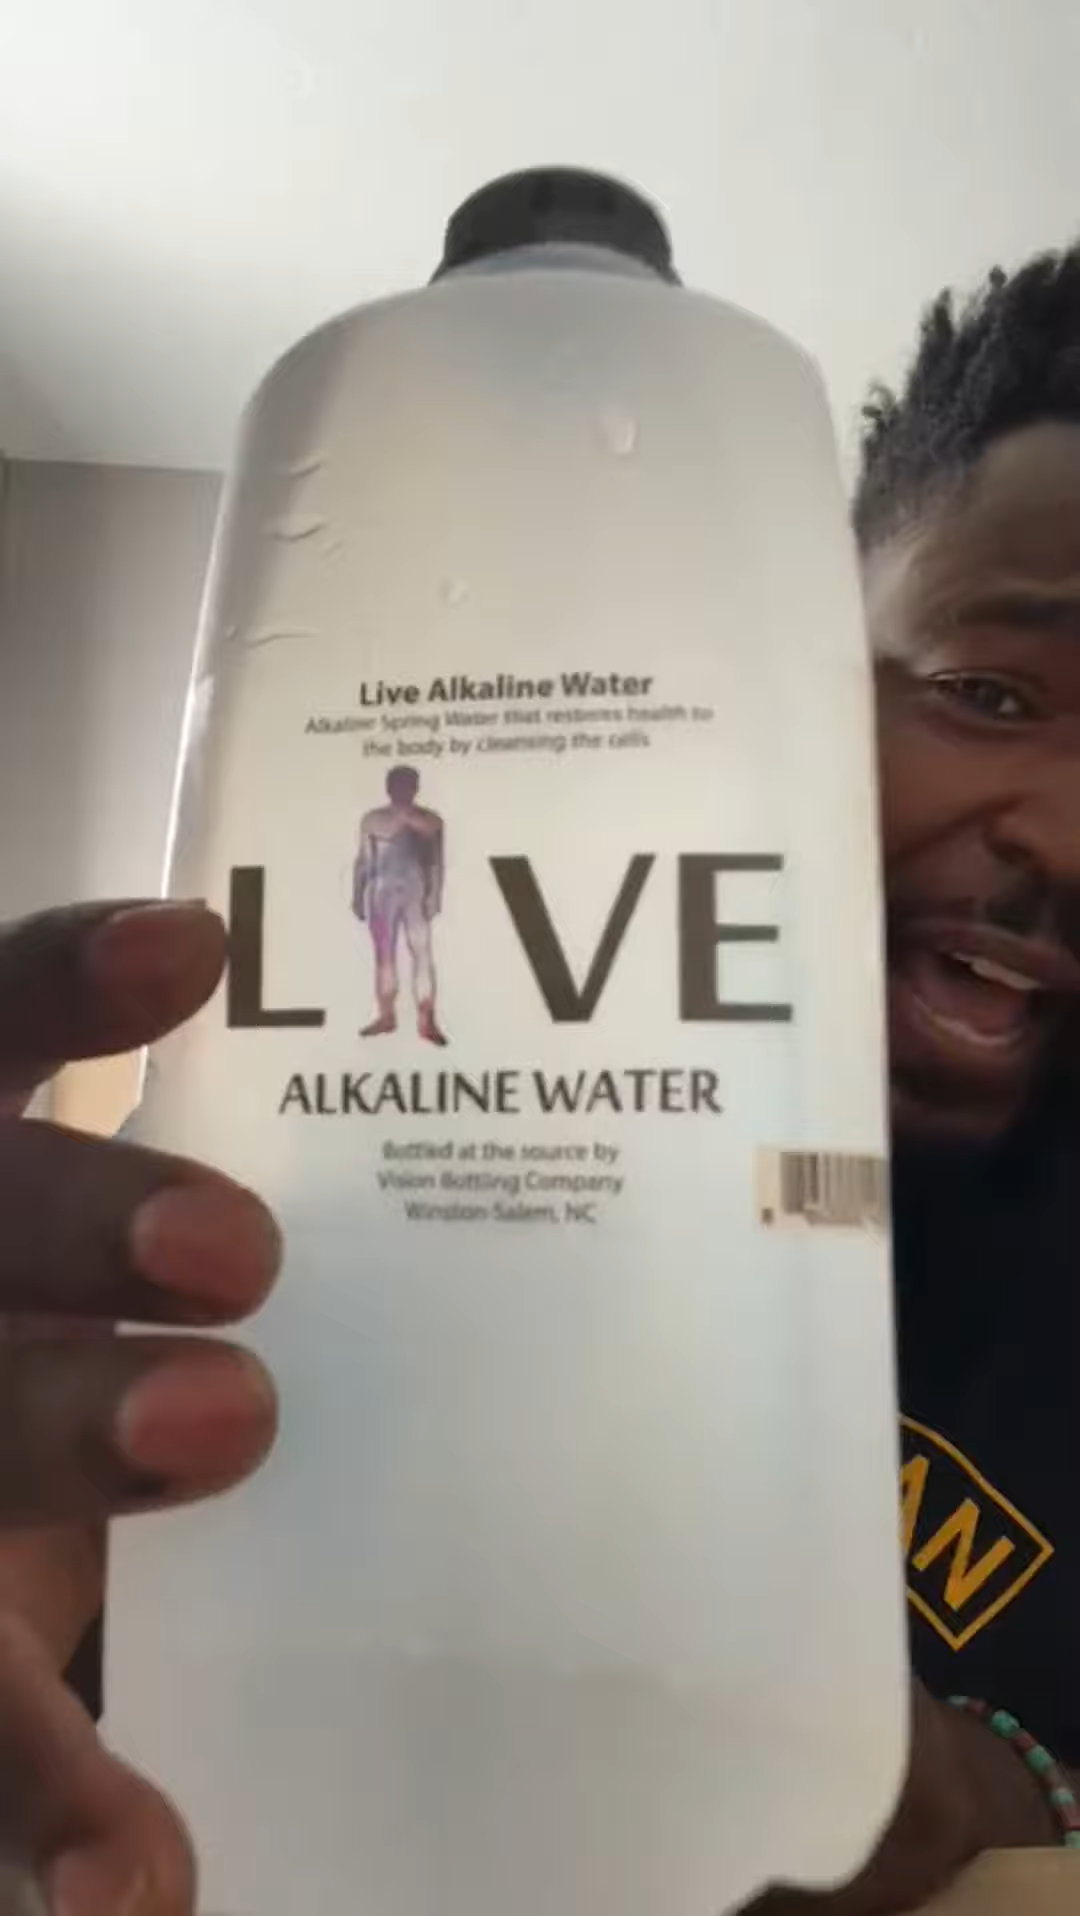 Live Alkaline Water
Alkaline Spring Water that restores health to
the body by cleansing the cells
LIVE
ALKALINE WATER
Bottled at the source by
Vision Bottling Company
Winston-Salem, NC
AN